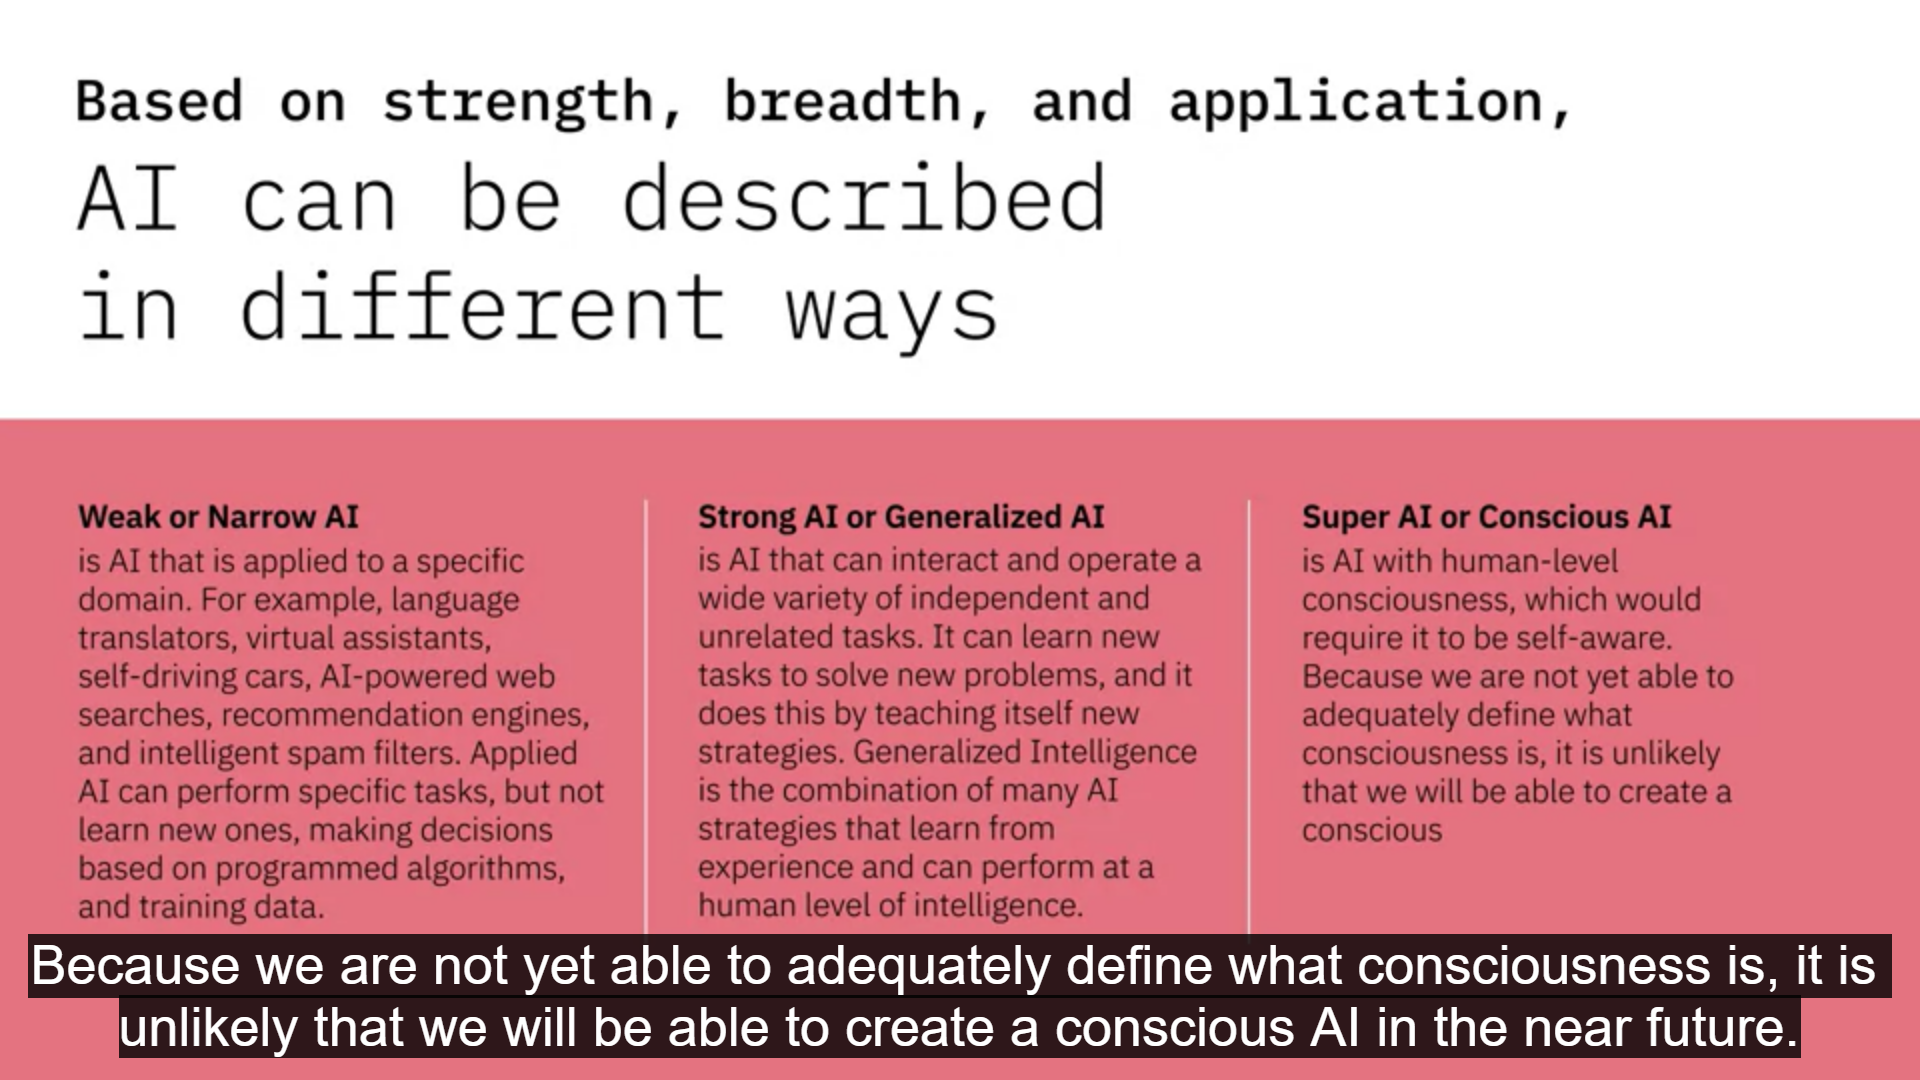 Based on strength, breadth, and application,
AI can be described
in different ways
Weak or Narrow AI
is AI that is applied to a specific
domain. For example, language
translators, virtual assistants,
self-driving cars, AI-powered web
searches, recommendation engines,
and intelligent spam filters. Applied
AI can perform specific tasks, but not
learn new ones, making decisions
based on programmed algorithms,
and training data.
Strong AI or Generalized AI
is AI that can interact and operate a
wide variety of independent and
unrelated tasks. It can learn new
tasks to solve new problems, and it
does this by teaching itself new
strategies. Generalized Intelligence
is the combination of many AI
strategies that learn from
experience and can perform at a
human level of intelligence.
Super AI or Conscious AI
is AI with human-level
consciousness, which would
require it to be self-aware.
Because we are not yet able to
adequately define what
consciousness is, it is unlikely
that we will be able to create a
conscious
Because we are not yet able to adequately define what consciousness is, it is
unlikely that we will be able to create a conscious AI in the near future.